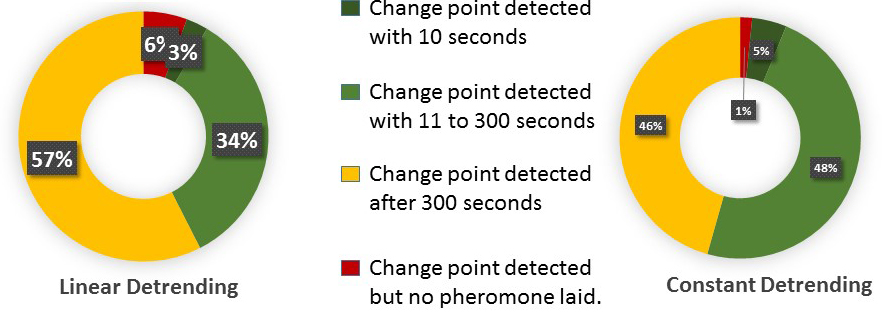 6%
3%
34%
57%
Linear Detrending
Change point detected
with 10 seconds
Change point detected
with 11 to 300 seconds
Change point detected
after 300 seconds
Change point detected
but no pheromone laid.
5%
1%
46%
48%
Constant Detrending